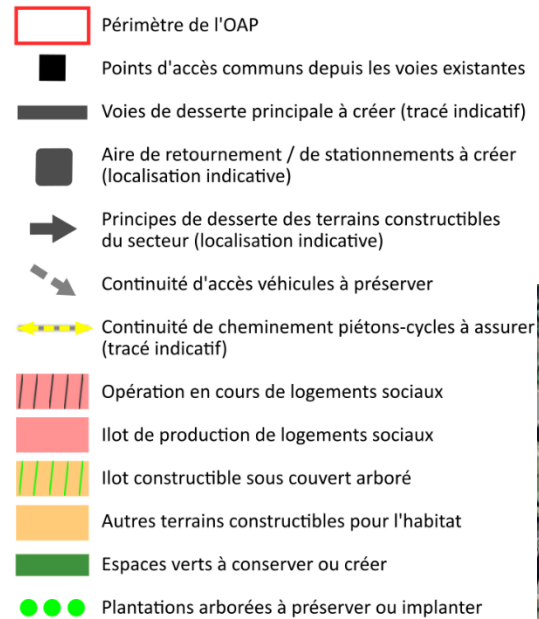 Périmètre de l'OAP
Points d'accès communs depuis les voies existantes
Voies de desserte principale à créer (tracé indicatif)
Aire de retournement / de stationnements à créer
(localisation indicative)
Principes de desserte des terrains constructibles
du secteur (localisation indicative)
Continuité d'accès véhicules à préserver
Continuité de cheminement piétons-cycles à assurer
(tracé indicatif)
Opération en cours de logements sociaux
Ilot de production de logements sociaux
Ilot constructible sous couvert arboré
Autres terrains constructibles pour l'habitat
Espaces verts à conserver ou créer
Plantations arborées à préserver ou implanter